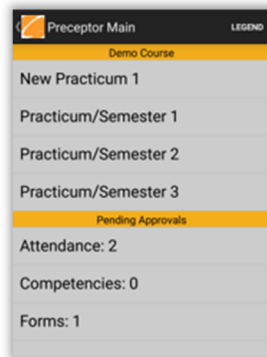 Preceptor Main LEGEND
Demo Course
New Practicum 1
Practicum/Semester 1
Practicum/Semester 2
Practicum/Semester 3
Pending Approvals
Attendance: 2
Competencies: 0
Forms: 1